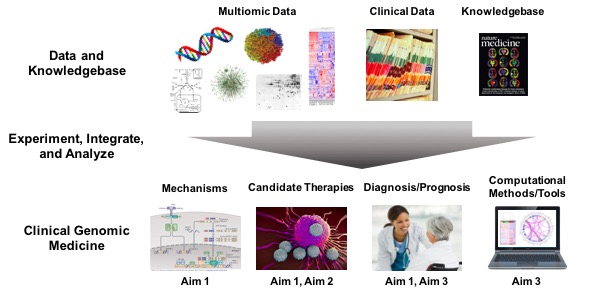 Multiomic Data
Clinical Data
Knowledgebase
Data and
Knowledgebase
nature
medicine
Experiment, Integrate,
and Analyze
Mechanisms
Candidate Therapies
Diagnosis/Prognosis
Computational
Methods/Tools
Clinical Genomic
Medicine
Aim 1
Aim 1, Aim 2
Aim 1, Aim 3
Aim 3